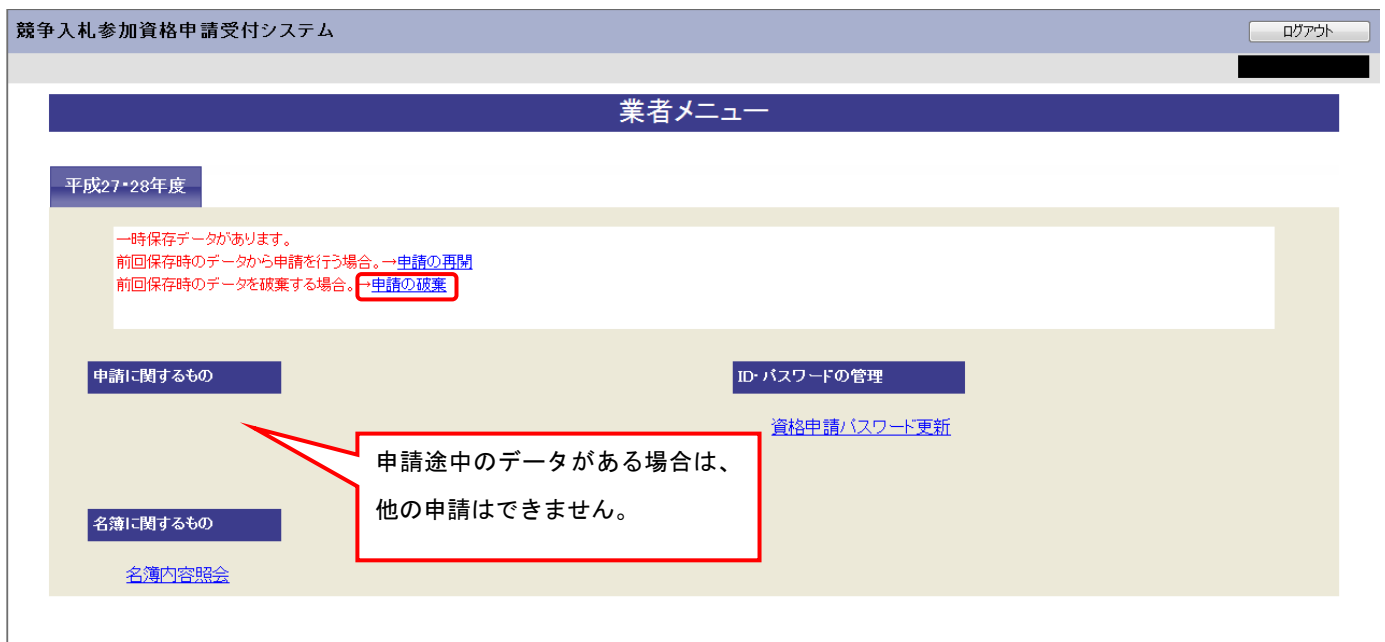 競争入札参加資格申請受付システム
ログアウト
業者メニュー
平成27・28年度
一時保存データがあります。
前回保存時のデータから申請を行う場合。→申請の再開
前回保存時のデータを破棄する場合。→申請の破棄
申請に関するもの
ID・パスワードの管理
資格申請パスワード更新
申請途中のデータがある場合は、
他の申請はできません。
名簿に関するもの
名簿内容照会